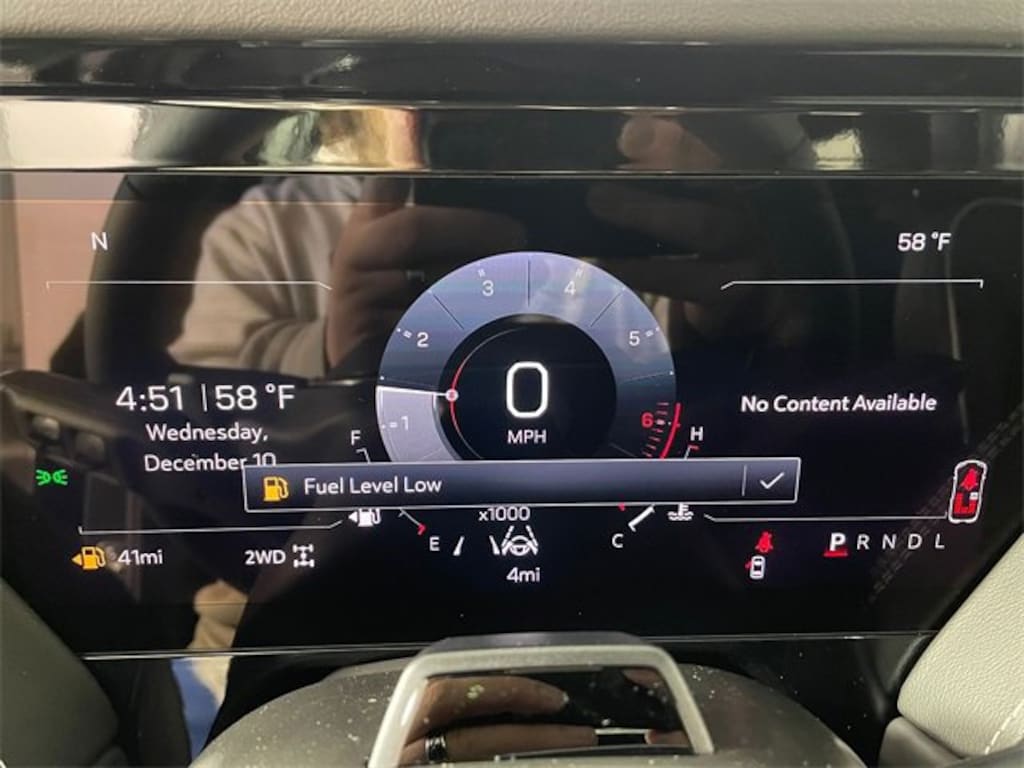 N
58 °F
3 4
2 5
1 6
0
MPH
4:51 | 58 °F
Wednesday,
December 10
No Content Available
F H
Fuel Level Low
x1000
E C
41mi
2WD
4mi
P R N D L